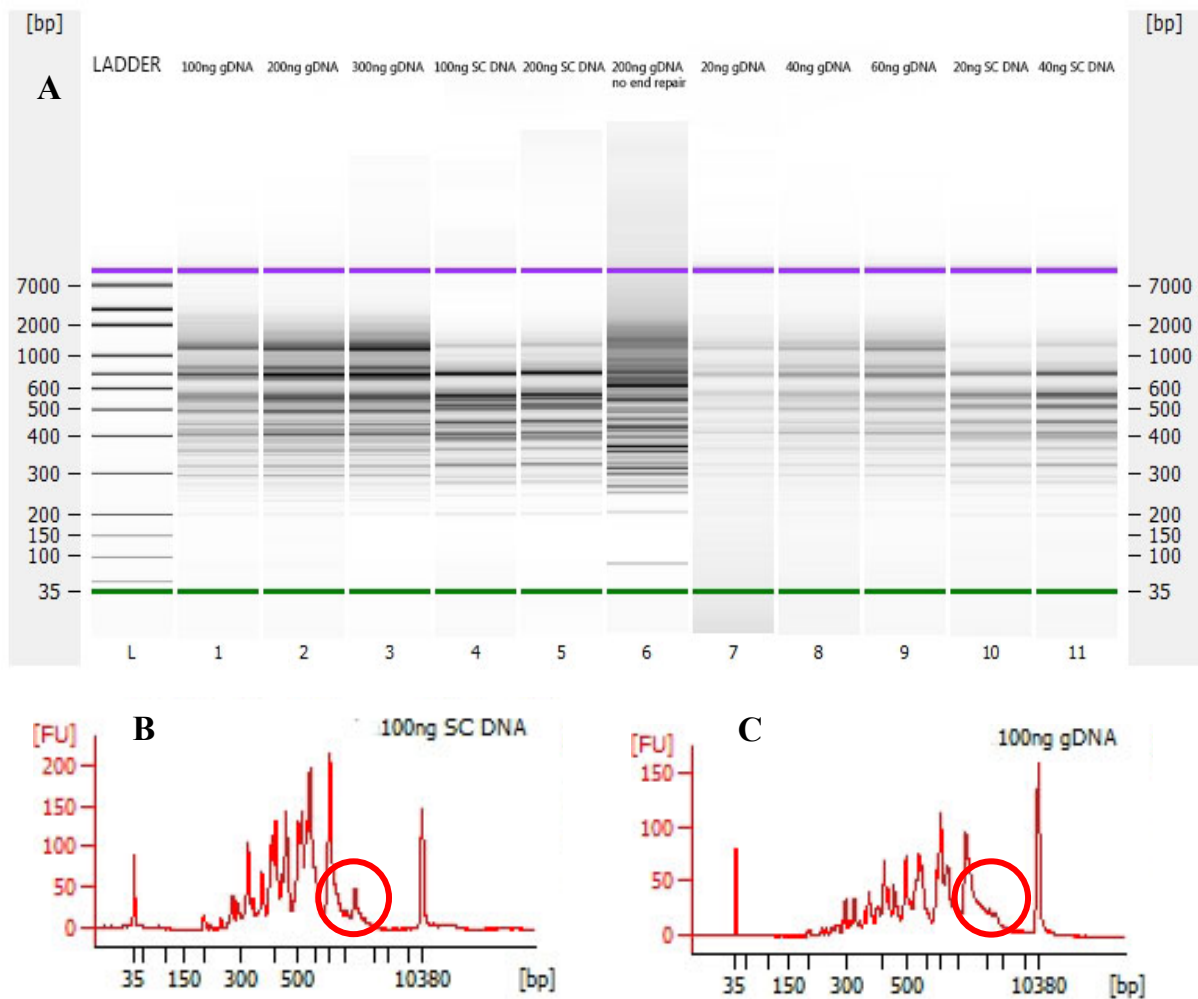 [bp] [bp]
LADDER 100ng gDNA 200ng gDNA 300ng gDNA 100ng SC DNA 200ng SC DNA 200ng gDNA 20ng gDNA 40ng gDNA 60ng gDNA 20ng SC DNA 40ng SC DNA
no end repair
A
7000 7000
2000 2000
1000 1000
600 600
500 500
400 400
300 300
200 200
150 150
100 100
35 35
L 1 2 3 4 5 6 7 8 9 10 11
B
100ng SC DNA
[FU]
200
150
100
50
0
35 150 300 500 10380 [bp]
C
100ng gDNA
[FU]
150
100
50
0
35 150 300 500 10380 [bp]